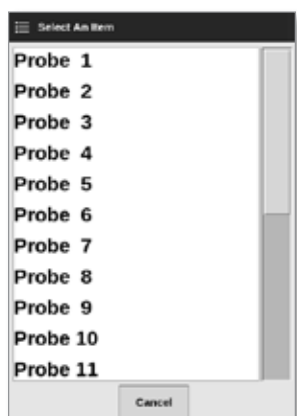 Select An Item
Probe 1
Probe 2
Probe 3
Probe 4
Probe 5
Probe 6
Probe 7
Probe 8
Probe 9
Probe 10
Probe 11
Cancel